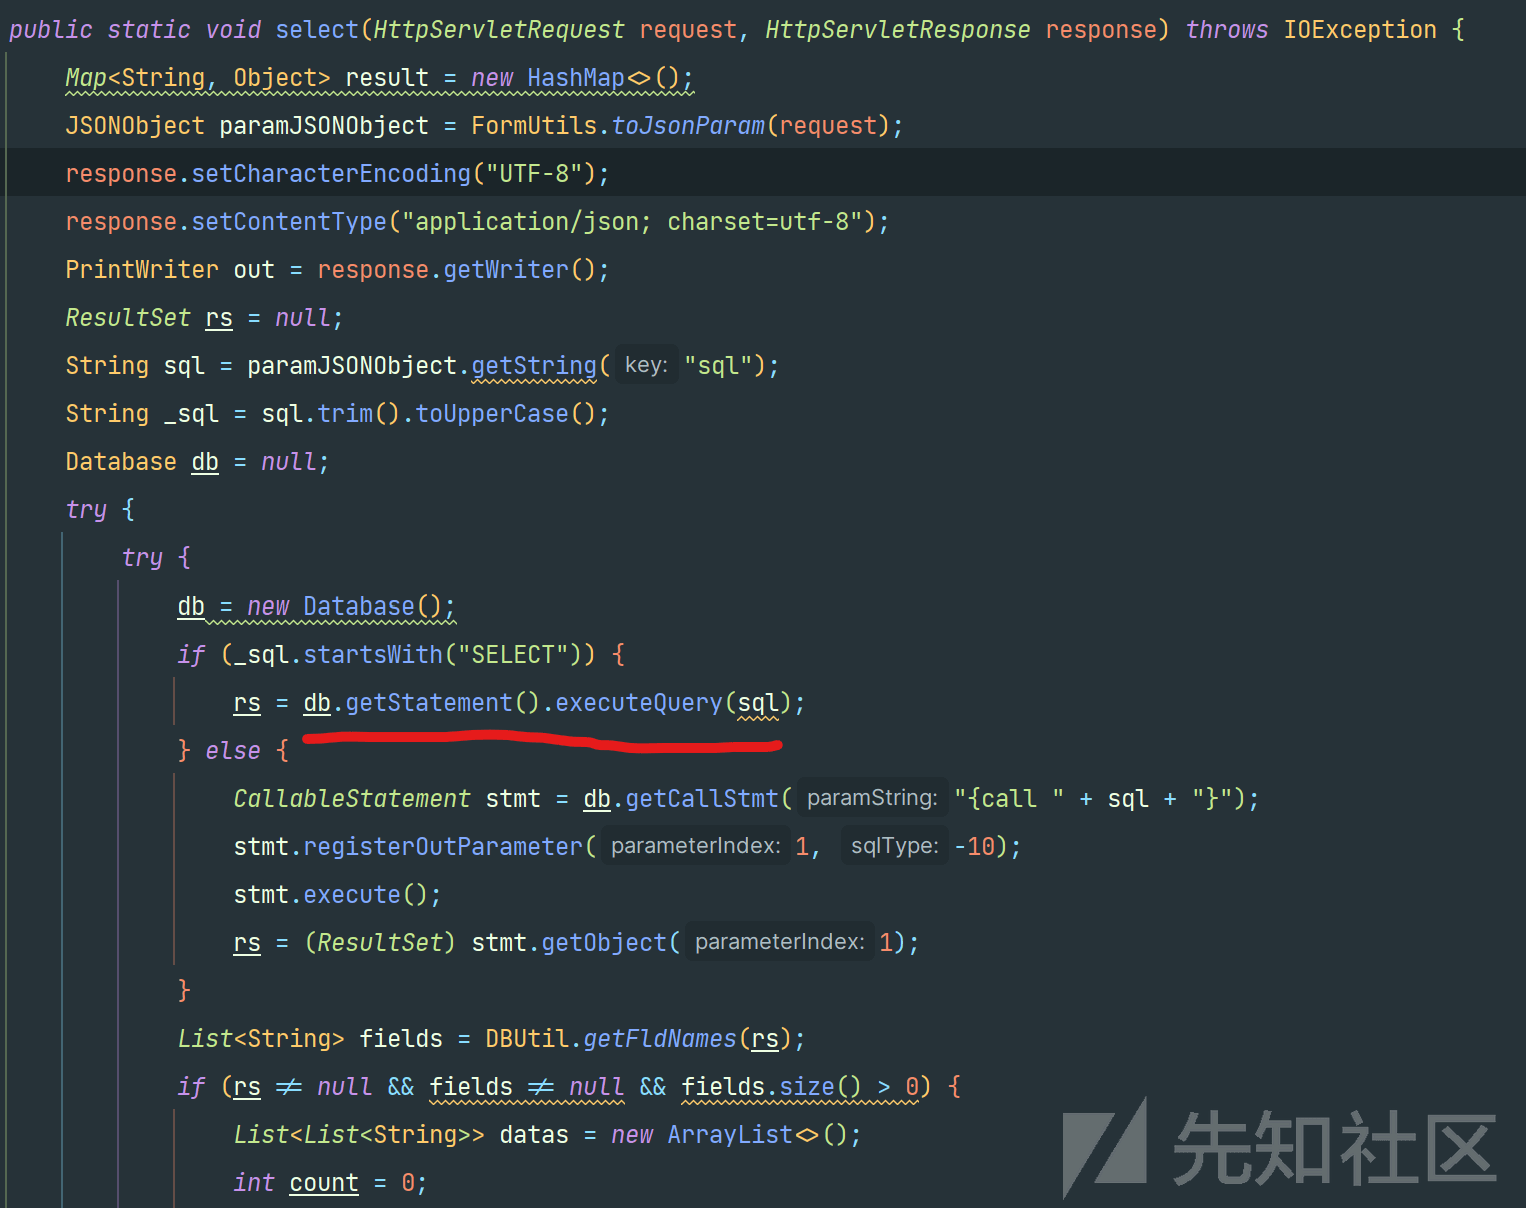 public static void select(HttpServletRequest request, HttpServletResponse response) throws IOException {
Map<String, Object> result = new HashMap<>();
JSONObject paramJSONObject = FormUtils.toJsonParam(request);
response.setCharacterEncoding("UTF-8");
response.setContentType("application/json; charset=utf-8");
PrintWriter out = response.getWriter();
ResultSet rs = null;
String sql = paramJSONObject.getString( key: "sql");
String _sql = sql.trim().toUpperCase();
Database db = null;
try {
try {
db = new Database();
if (_sql.startsWith("SELECT")) {
rs = db.getStatement().executeQuery(sql);
} else {
CallableStatement stmt = db.getCallStmt( paramString: "{call " + sql + "}");
stmt.registerOutParameter( parameterIndex: 1, sqlType: -10);
stmt.execute();
rs = (ResultSet) stmt.getObject( parameterIndex: 1);
}
List<String> fields = DBUtil.getFldNames(rs);
if (rs != null && fields != null && fields.size() > 0) {
List<List<String>> datas = new ArrayList<>();
int count = 0;
先知社区